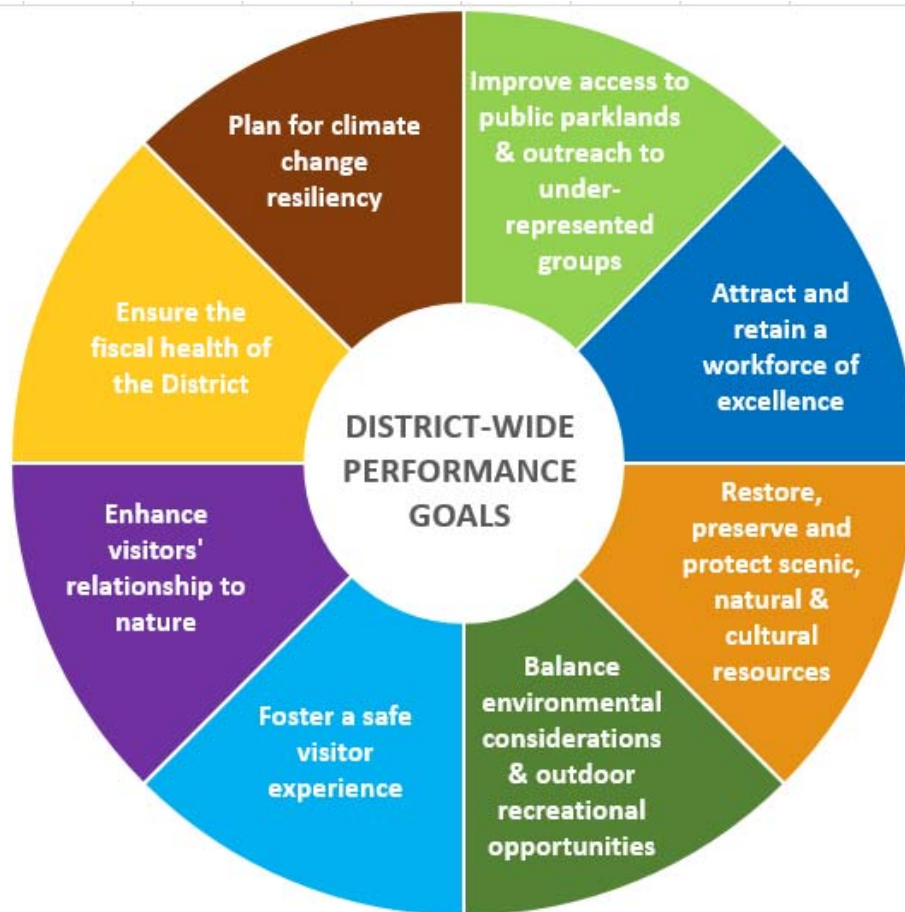 Improve access to
public parklands
& outreach to
under-
represented
groups
Attract and
retain a
workforce of
excellence
Restore,
preserve and
protect scenic,
natural &
cultural
resources
Balance
environmental
considerations
& outdoor
recreational
opportunities
Foster a safe
visitor
experience
Enhance
visitors'
relationship to
nature
Ensure the
fiscal health of
the District
Plan for climate
change
resiliency
DISTRICT-WIDE
PERFORMANCE
GOALS